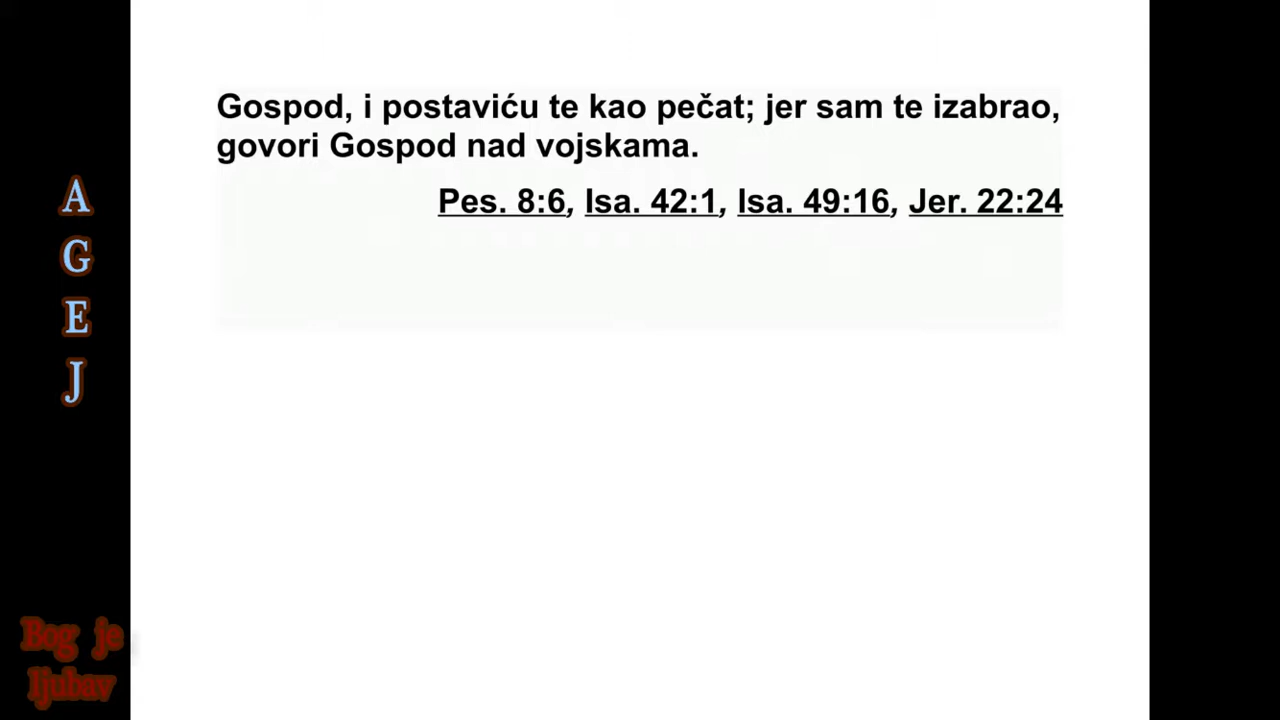 Gospod, i postaviću te kao pečat; jer sam te izabrao,
govori Gospod nad vojskama.
Pes. 8:6, Isa. 42:1, Isa. 49:16, Jer. 22:24
A
G
E
J
Bog je
ljubav